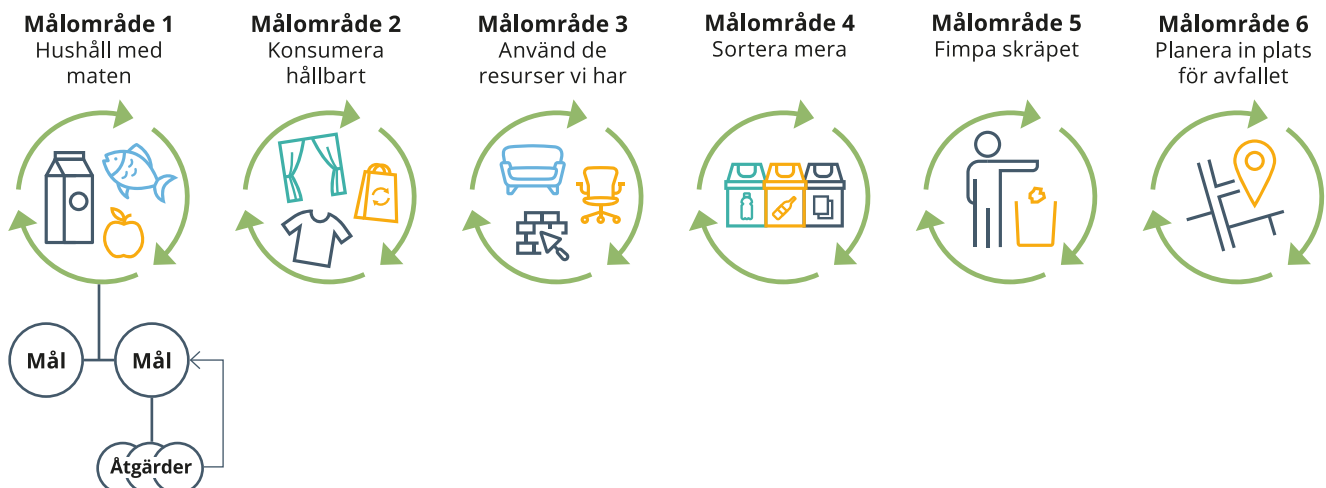 Målområde 1
Hushåll med
maten
Målområde 2
Konsumera
hållbart
Målområde 3
Använd de
resurser vi har
Målområde 4
Sortera mera
Målområde 5
Fimpa skräpet
Målområde 6
Planera in plats
för avfallet
Mål
Mål
Åtgärder